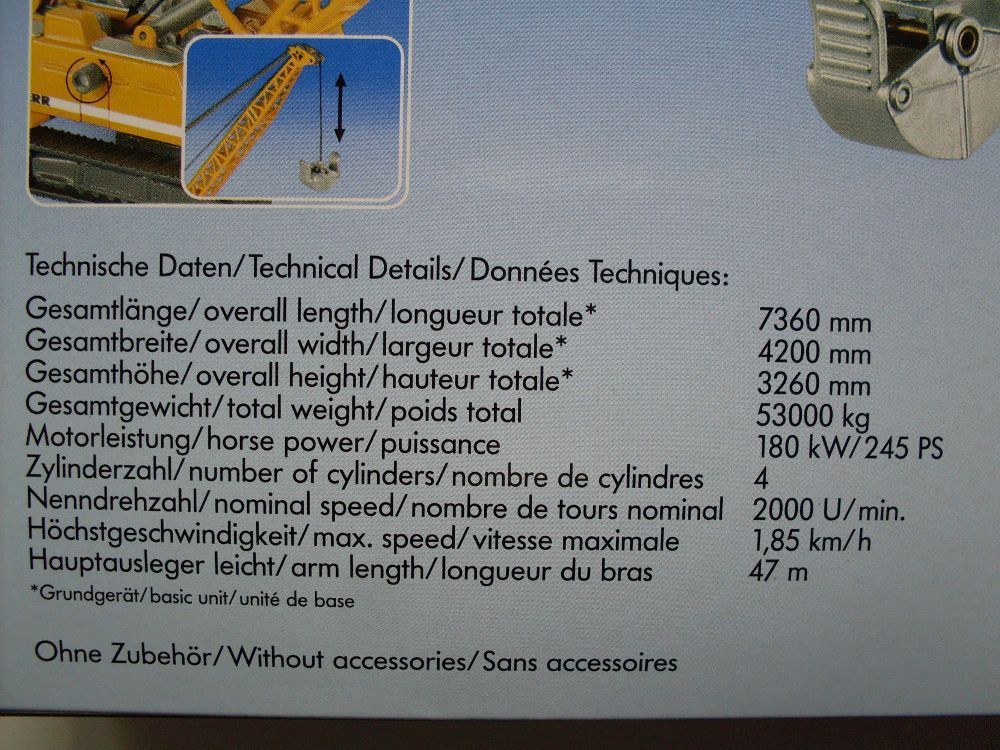 ERR
Technische Daten/Technical Details/Données Techniques:
Gesamtlänge/overall length/longueur totale* 7360 mm
Gesamtbreite/overall width/largeur totale* 4200 mm
Gesamthöhe/overall height/hauteur totale* 3260 mm
Gesamtgewicht/total weight/poids total 53000 kg
Motorleistung/horse power/puissance 180 kW/245 PS
Zylinderzahl/number of cylinders/nombre de cylindres 4
Nenndrehzahl/nominal speed/nombre de tours nominal 2000 U/min.
Höchstgeschwindigkeit/max. speed/vitesse maximale 1,85 km/h
Hauptausleger leicht/arm length/longueur du bras 47 m
*Grundgerät/basic unit/unité de base
Ohne Zubehör/Without accessories/Sans accessoires